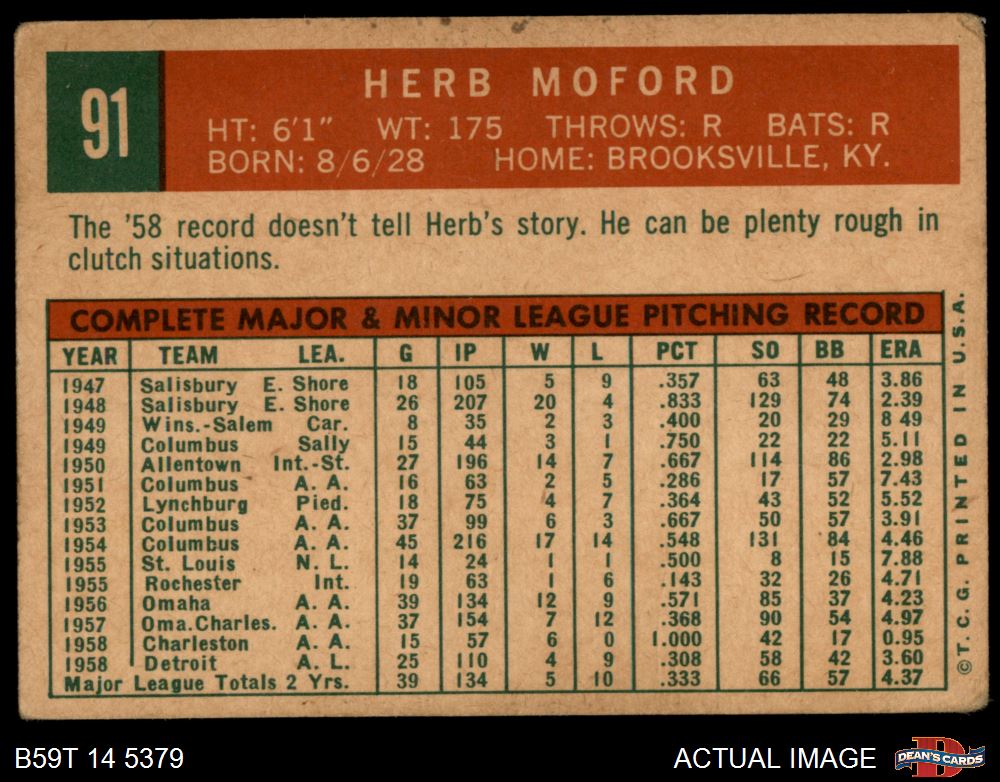 91
HERB MOFORD
HT: 6'1" WT: 175 THROWS: R BATS: R
BORN: 8/6/28 HOME: BROOKSVILLE, KY.
The '58 record doesn't tell Herb's story. He can be plenty rough in
clutch situations.
COMPLETE MAJOR & MINOR LEAGUE PITCHING RECORD
YEAR TEAM LEA. G IP W L PCT SO BB ERA
1947 Salisbury E. Shore 18 105 5 9 .357 63 48 3.86
1948 Salisbury E. Shore 26 207 20 4 .833 129 74 2.39
1949 Wins.-Salem Car. 8 35 2 3 .400 20 29 8 49
1949 Columbus Sally 15 44 3 1 .750 22 22 5.11
1950 Allentown Int.-St. 27 196 14 7 .667 114 86 2.98
1951 Columbus A. A. 16 63 2 5 .286 17 57 7.43
1952 Lynchburg Pied. 18 75 4 7 .364 43 52 5.52
1953 Columbus A. A. 37 99 6 3 .667 50 57 3.91
1954 Columbus A. A. 45 216 17 14 .548 131 84 4.46
1955 St. Louis N. L. 14 24 1 1 .500 8 15 7.88
1955 Rochester Int. 19 63 1 6 .143 32 26 4.71
1956 Omaha A. A. 39 134 12 9 .571 85 37 4.23
1957 Oma.Charles. A. A. 37 154 7 12 .368 90 54 4.97
1958 Charleston A. A. 15 57 6 0 1.000 42 17 0.95
1958 Detroit A. L. 25 110 4 9 .308 58 42 3.60
Major League Totals 2 Yrs. 39 134 5 10 .333 66 57 4.37
©T. C. G. PRINTED IN U.S.A.
B59T 14 5379
ACTUAL IMAGE
D
DEAN'S CARDS